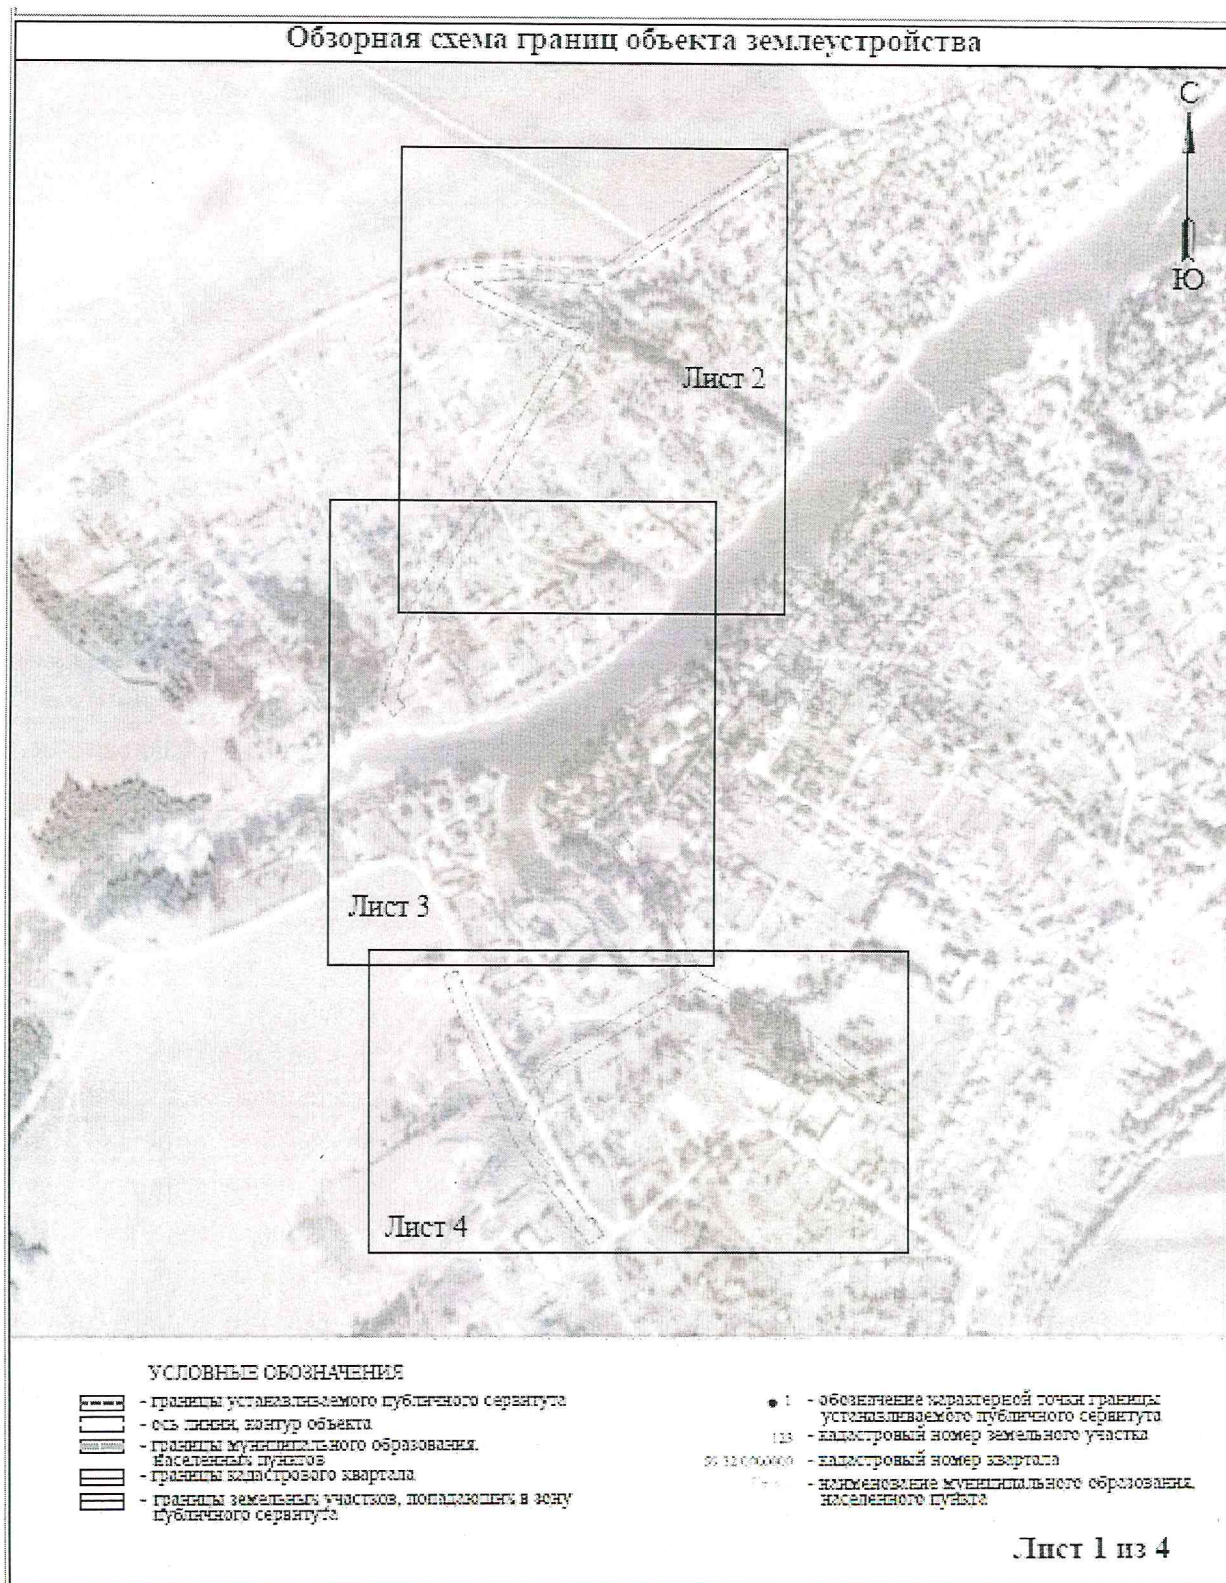 Обзорная схема границ объекта землеустройства
С
Ю
Лист 2
Лист 3
Лист 4
УСЛОВНЫЕ ОБОЗНАЧЕНИЯ
- границы устанавливаемого публичного сервитута
- ось линии, контур объекта
- границы муниципального образования,
населенных пунктов
- границы кадастрового квартала
- границы земельных участков, попадающих в зону
публичного сервитута
1 - обозначение характерной точки границы
устанавливаемого публичного сервитута
123 - кадастровый номер земельного участка
- кадастровый номер квартала
- наименование муниципального образования,
населенного пункта
Лист 1 из 4